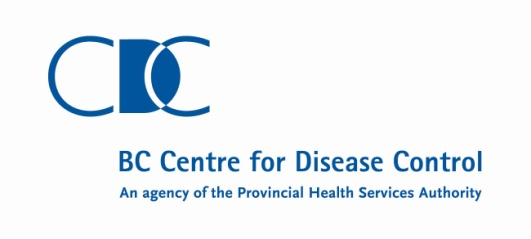 CDC
BC Centre for Disease Control
An agency of the Provincial Health Services Authority